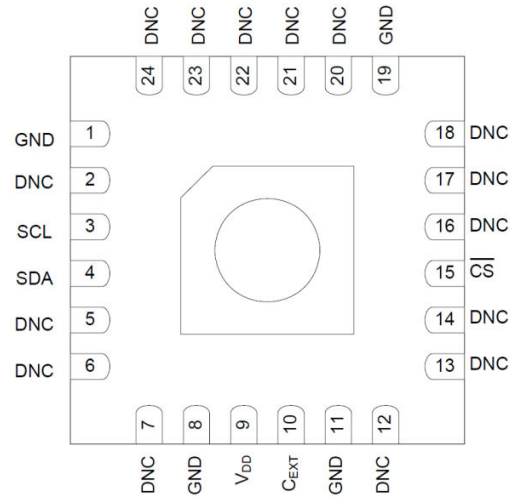 DNC DNC DNC DNC DNC GND
24 23 22 21 20 19
GND 1 18 DNC
DNC 2 17 DNC
SCL 3 16 DNC
SDA 4 15 C̅S̅
DNC 5 14 DNC
DNC 6 13 DNC
7 8 9 10 11 12
DNC GND VDD CEXT GND DNC